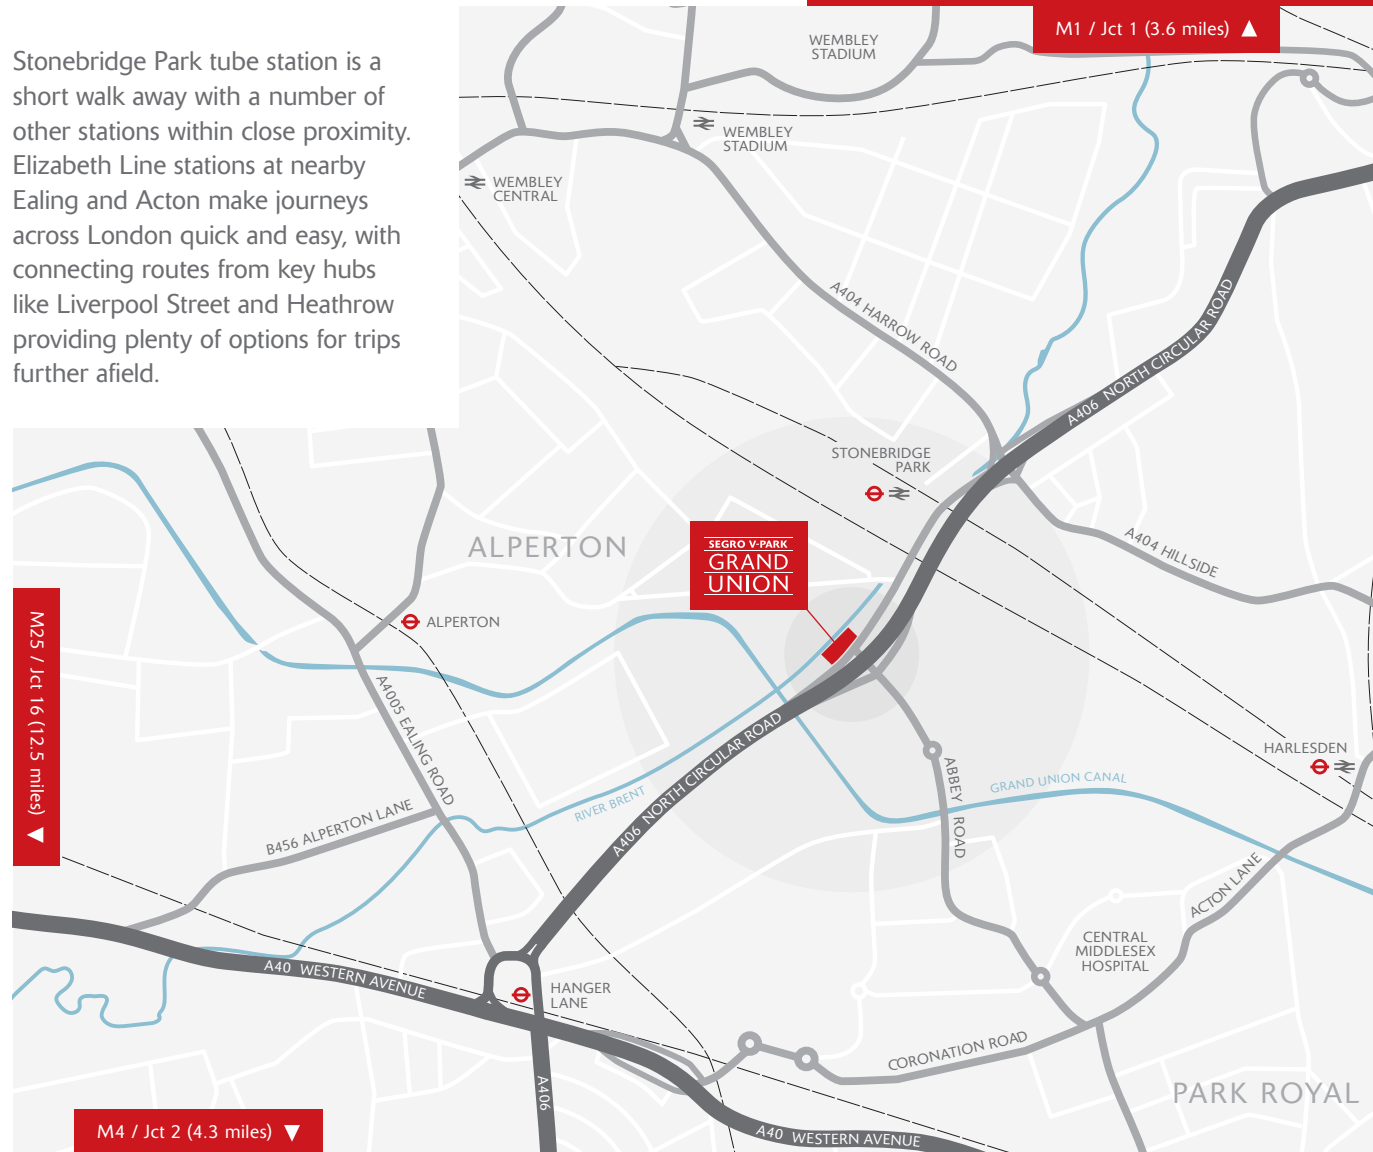 Stonebridge Park tube station is a
short walk away with a number of
other stations within close proximity.
Elizabeth Line stations at nearby
Ealing and Acton make journeys
across London quick and easy, with
connecting routes from key hubs
like Liverpool Street and Heathrow
providing plenty of options for trips
further afield.
M1 / Jct 1 (3.6 miles) ▲
WEMBLEY
STADIUM
WEMBLEY
STADIUM
WEMBLEY
CENTRAL
A404 HARROW ROAD
A406 NORTH CIRCULAR ROAD
STONEBRIDGE
PARK
A404 HILLSIDE
ALPERTON
SEGRO V-PARK
GRAND
UNION
ALPERTON
M25 / Jct 16 (12.5 miles) ▼
A4005 EALING ROAD
B456 ALPERTON LANE
RIVER BRENT
A406 NORTH CIRCULAR ROAD
ABBEY ROAD
GRAND UNION CANAL
HARLESDEN
ACTON LANE
CENTRAL
MIDDLESEX
HOSPITAL
A40 WESTERN AVENUE
HANGER
LANE
CORONATION ROAD
A406
PARK ROYAL
M4 / Jct 2 (4.3 miles) ▼
A40 WESTERN AVENUE